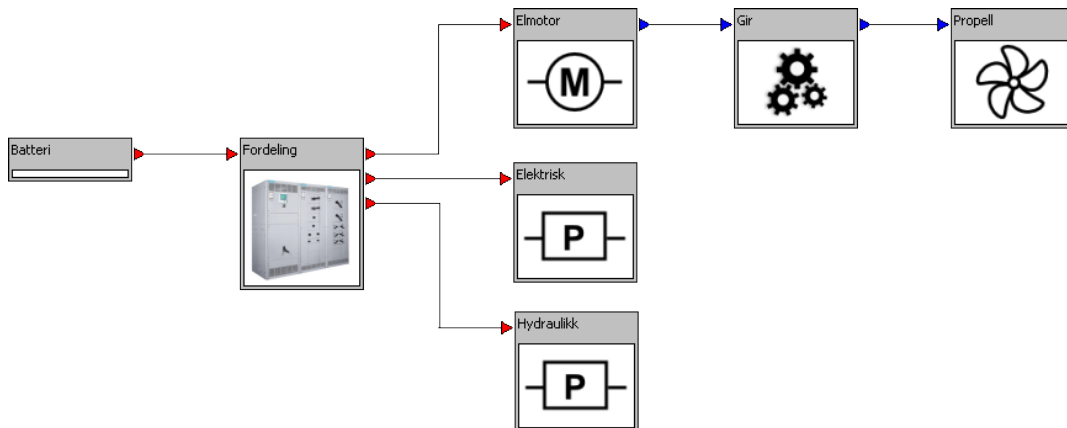 Elmotor
M
Gir
Propell
Batteri
Fordeling
Elektrisk
P
Hydraulikk
P